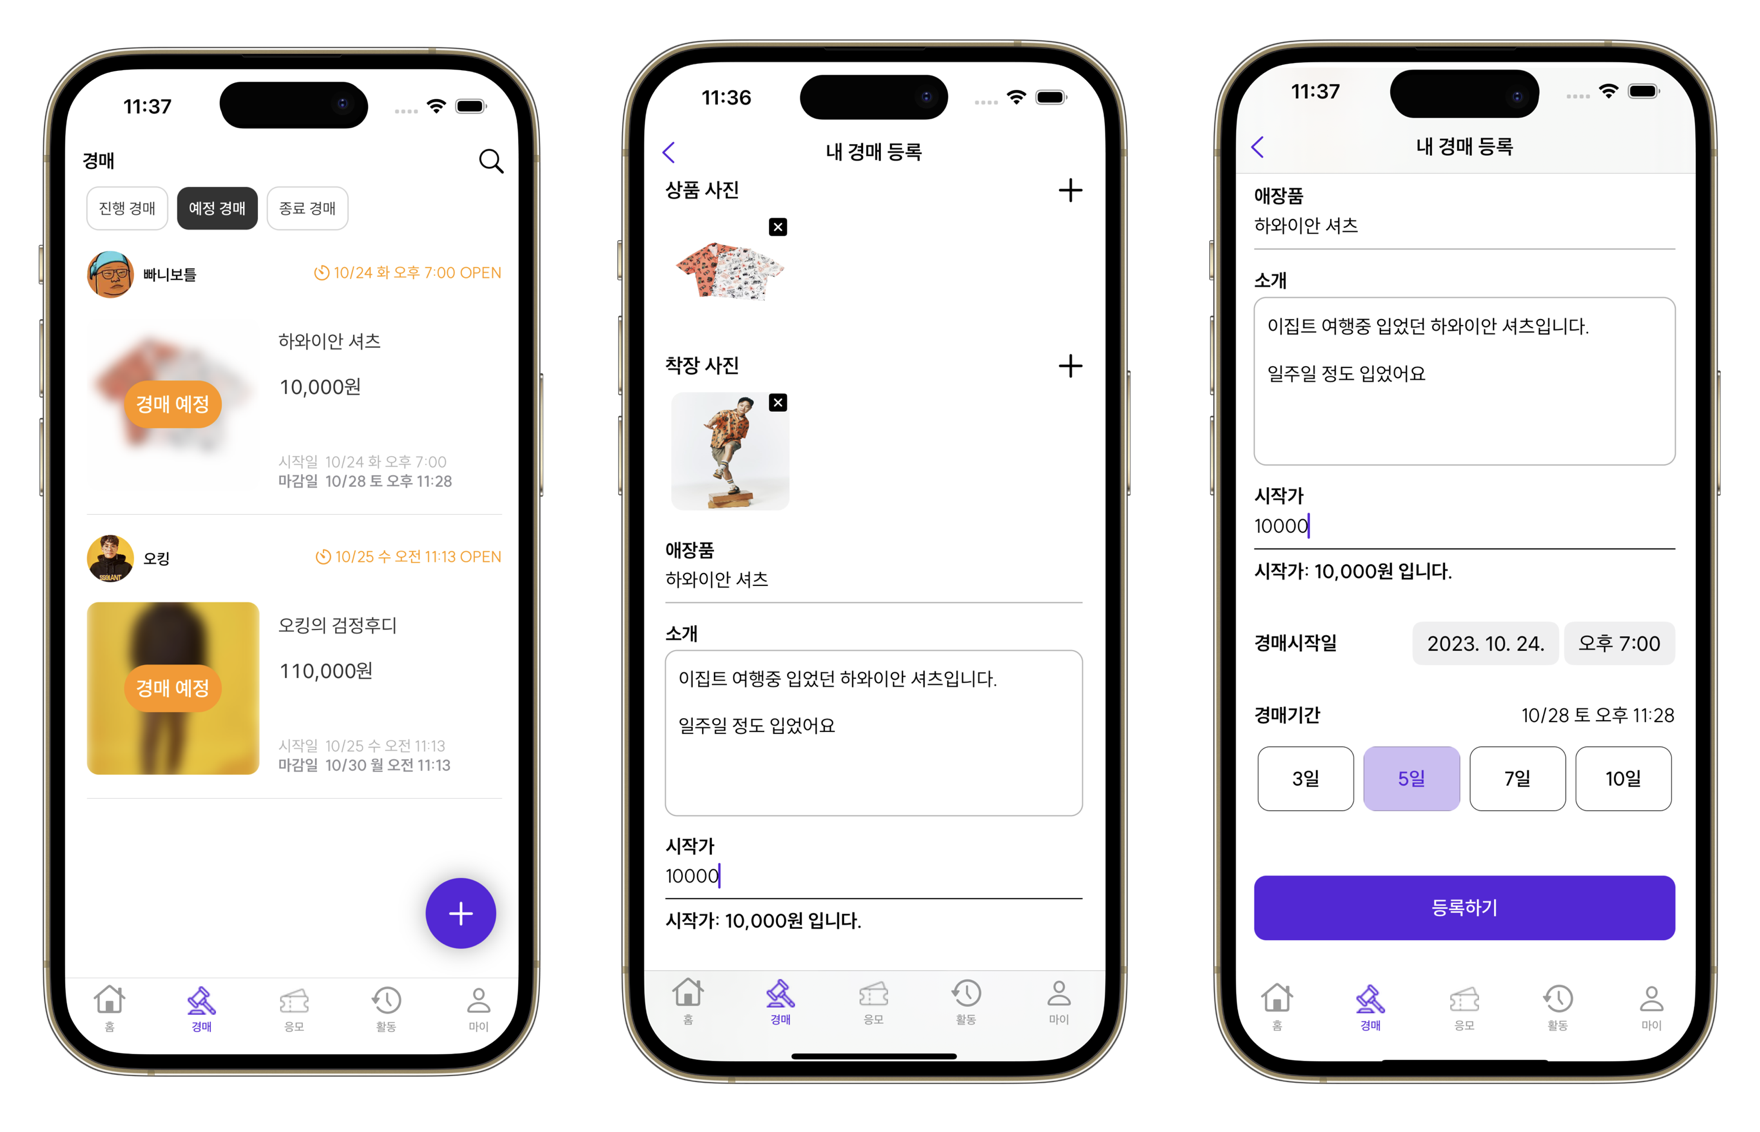 11:37
경매
진행 경매
예정 경매
종료 경매
빠니보틀
10/24 화 오후 7:00 OPEN
하와이안 셔츠
10,000원
경매 예정
시작일 10/24 화 오후 7:00
마감일 10/28 토 오후 11:28
오킹
10/25 수 오전 11:13 OPEN
오킹의 검정후디
110,000원
경매 예정
시작일 10/25 수 오전 11:13
마감일 10/30 월 오전 11:13
홈
경매
응모
활동
마이
11:36
내 경매 등록
상품 사진
착장 사진
애장품
하와이안 셔츠
소개
이집트 여행중 입었던 하와이안 셔츠입니다.
일주일 정도 입었어요
시작가
10000
시작가: 10,000원 입니다.
홈
경매
응모
활동
마이
11:37
내 경매 등록
애장품
하와이안 셔츠
소개
이집트 여행중 입었던 하와이안 셔츠입니다.
일주일 정도 입었어요
시작가
10000
시작가: 10,000원 입니다.
경매시작일
2023. 10. 24.
오후 7:00
경매기간
10/28 토 오후 11:28
3일
5일
7일
10일
등록하기
홈
경매
응모
활동
마이